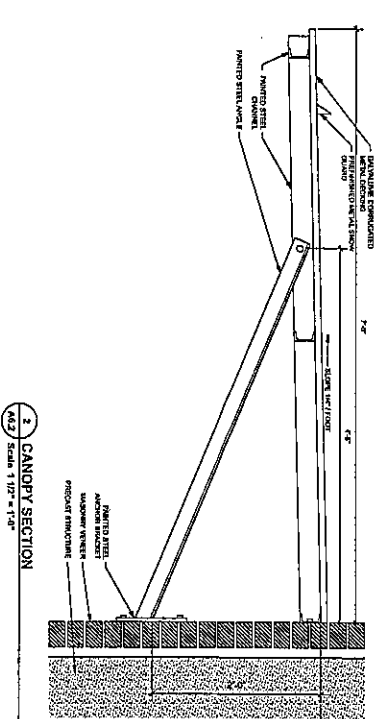 GALVALUME CORRUGATED
METAL DECKING
PREFINISHED METAL SNOW
GUARD
PAINTED STEEL
CHANNEL
PAINTED STEEL ANGLE
SLOPE 1/4" / FOOT
PAINTED STEEL
ANCHOR BRACKET
MASONRY VENEER
PRECAST STRUCTURE
2
A6.2
CANOPY SECTION
Scale 1 1/2" = 1'-0"